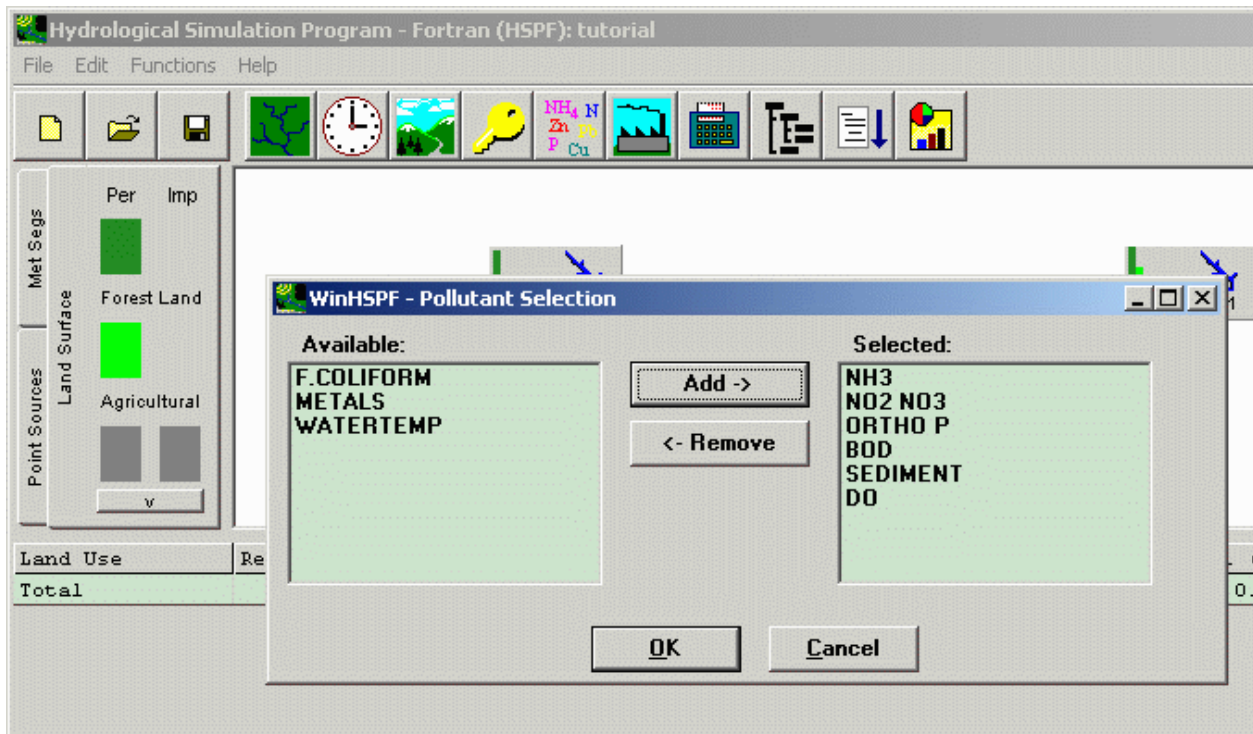 Hydrological Simulation Program - Fortran (HSPF): tutorial
File Edit Functions Help
NH4 N
Zn Pb
P Cu
Met Segs
Point Sources
Land Surface
Per Imp
Forest Land
Agricultural
v
WinHSPF - Pollutant Selection
Available:
F.COLIFORM
METALS
WATERTEMP
Add ->
<- Remove
Selected:
NH3
NO2 NO3
ORTHO P
BOD
SEDIMENT
DO
OK Cancel
Land Use Re
Total 0.